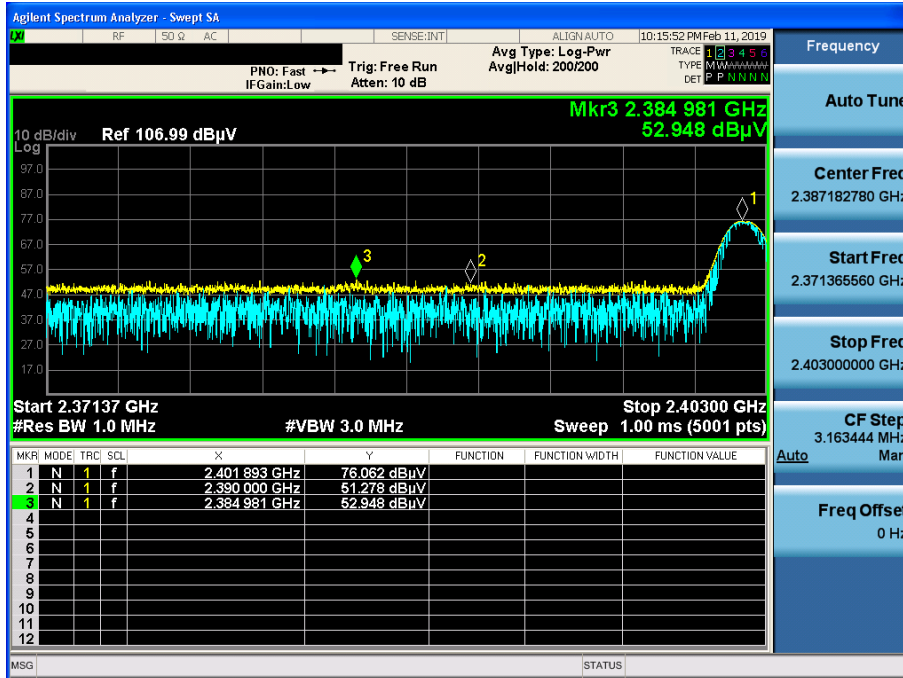 Agilent Spectrum Analyzer - Swept SA
LXI RF 50 Ω AC SENSE:INT ALIGN AUTO 10:15:52 PM Feb 11, 2019
Frequency
PNO: Fast Trig: Free Run Avg Type: Log-Pwr TRACE 1 2 3 4 5 6
IFGain:Low Atten: 10 dB Avg|Hold: 200/200 TYPE M W
DET P P N N N N
Auto Tune
Mkr3 2.384 981 GHz
52.948 dBµV
10 dB/div Ref 106.99 dBµV
Log
97.0
87.0
77.0
67.0
57.0
47.0
37.0
27.0
17.0
1
2
3
Center Freq
2.387182780 GHz
Start Freq
2.371365560 GHz
Stop Freq
2.403000000 GHz
Start 2.37137 GHz Stop 2.40300 GHz
#Res BW 1.0 MHz #VBW 3.0 MHz Sweep 1.00 ms (5001 pts)
CF Step
3.163444 MHz
Auto Man
Freq Offset
0 Hz
MKR MODE TRC SCL X Y FUNCTION FUNCTION WIDTH FUNCTION VALUE
1 N 1 f 2.401 893 GHz 76.062 dBµV
2 N 1 f 2.390 000 GHz 51.278 dBµV
3 N 1 f 2.384 981 GHz 52.948 dBµV
4
5
6
7
8
9
10
11
12
MSG STATUS